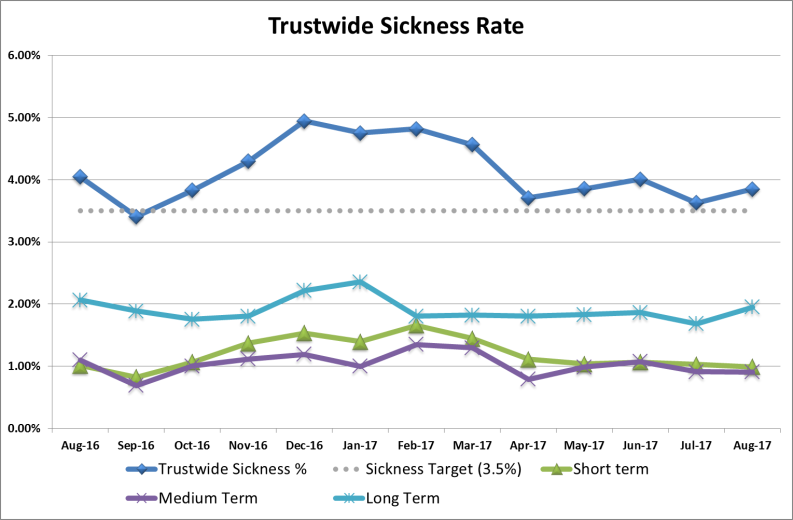 Trustwide Sickness Rate
6.00%
5.00%
4.00%
3.00%
2.00%
1.00%
0.00%
Aug-16 Sep-16 Oct-16 Nov-16 Dec-16 Jan-17 Feb-17 Mar-17 Apr-17 May-17 Jun-17 Jul-17 Aug-17
Trustwide Sickness % Sickness Target (3.5%) Short term
Medium Term Long Term